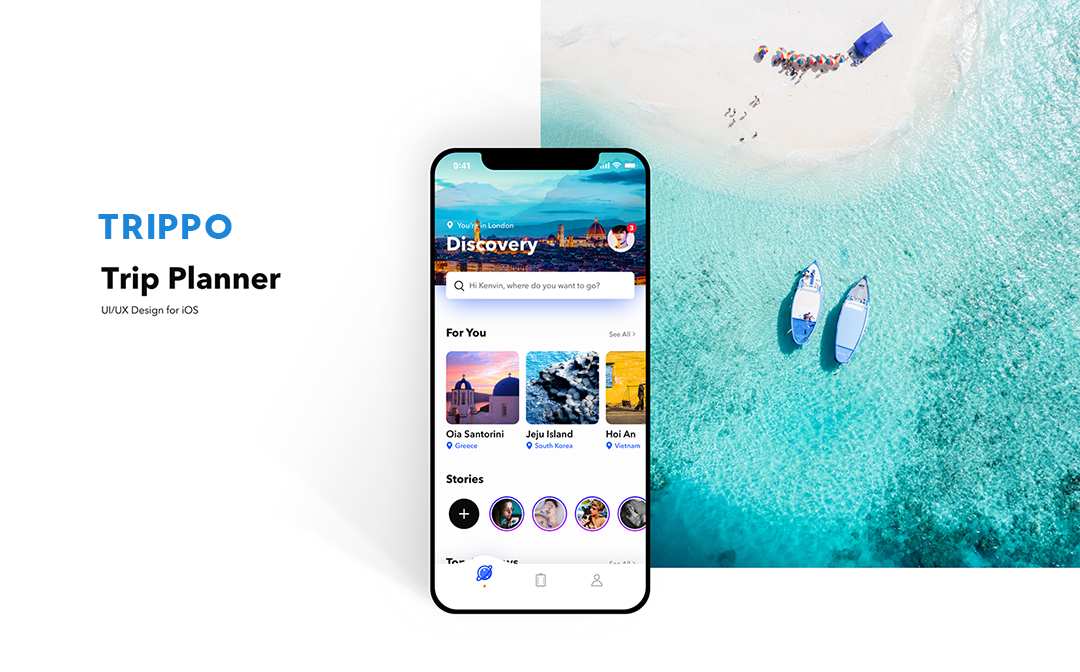 TRIPPO
Trip Planner
UI/UX Design for iOS
9:41
You're in London
Discovery
3
Hi Kenvin, where do you want to go?
For You
See All >
Oia Santorini
Jeju Island
Hoi An
Greece
South Korea
Vietnam
Stories
See All >